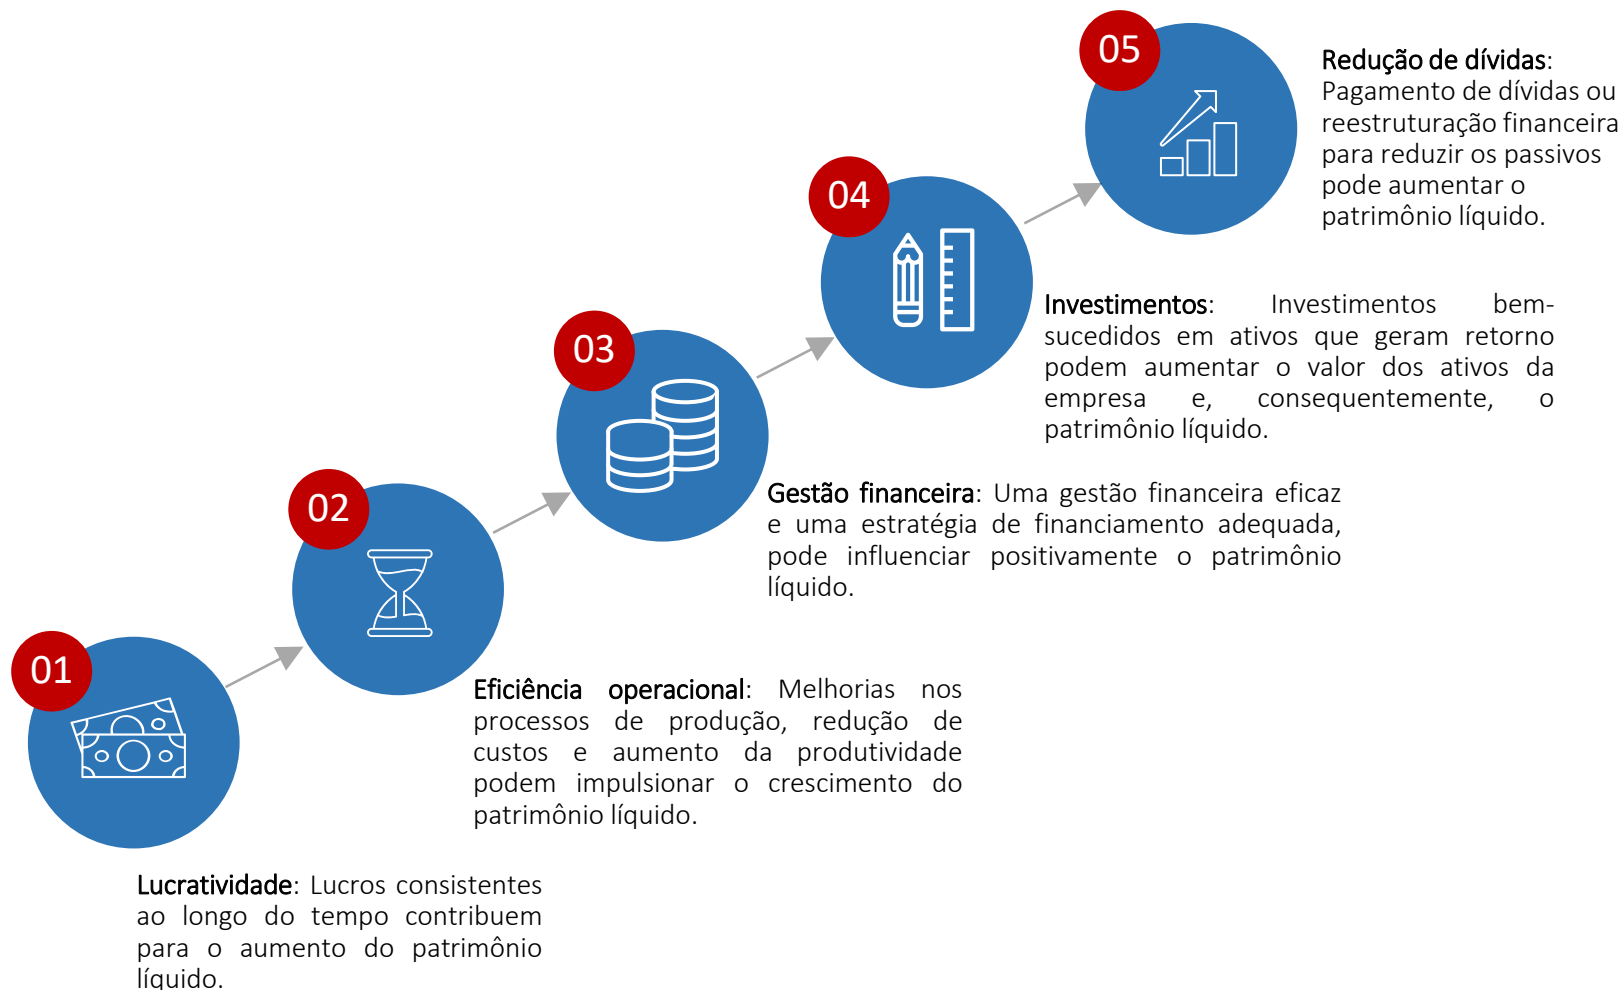 05
Redução de dívidas:
Pagamento de dívidas ou
reestruturação financeira
para reduzir os passivos
pode aumentar o
patrimônio líquido.
04
Investimentos: Investimentos bem-
sucedidos em ativos que geram retorno
podem aumentar o valor dos ativos da
empresa e, consequentemente, o
patrimônio líquido.
03
Gestão financeira: Uma gestão financeira eficaz
e uma estratégia de financiamento adequada,
pode influenciar positivamente o patrimônio
líquido.
02
Eficiência operacional: Melhorias nos
processos de produção, redução de
custos e aumento da produtividade
podem impulsionar o crescimento do
patrimônio líquido.
01
Lucratividade: Lucros consistentes
ao longo do tempo contribuem
para o aumento do patrimônio
líquido.